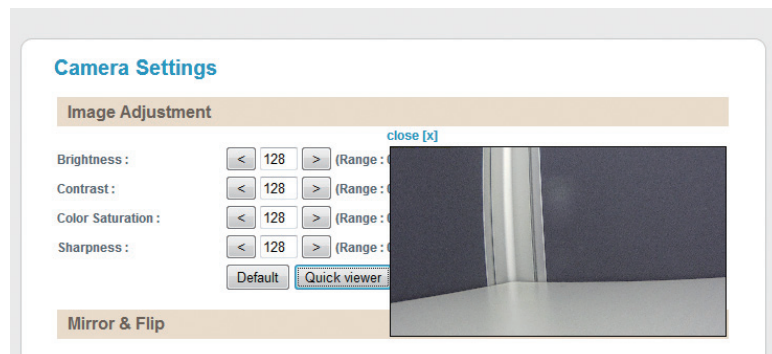 Camera Settings
Image Adjustment
close [x]
Brightness : < 128 > (Range :
Contrast : < 128 > (Range :
Color Saturation : < 128 > (Range :
Sharpness : < 128 > (Range :
Default Quick viewer
Mirror & Flip